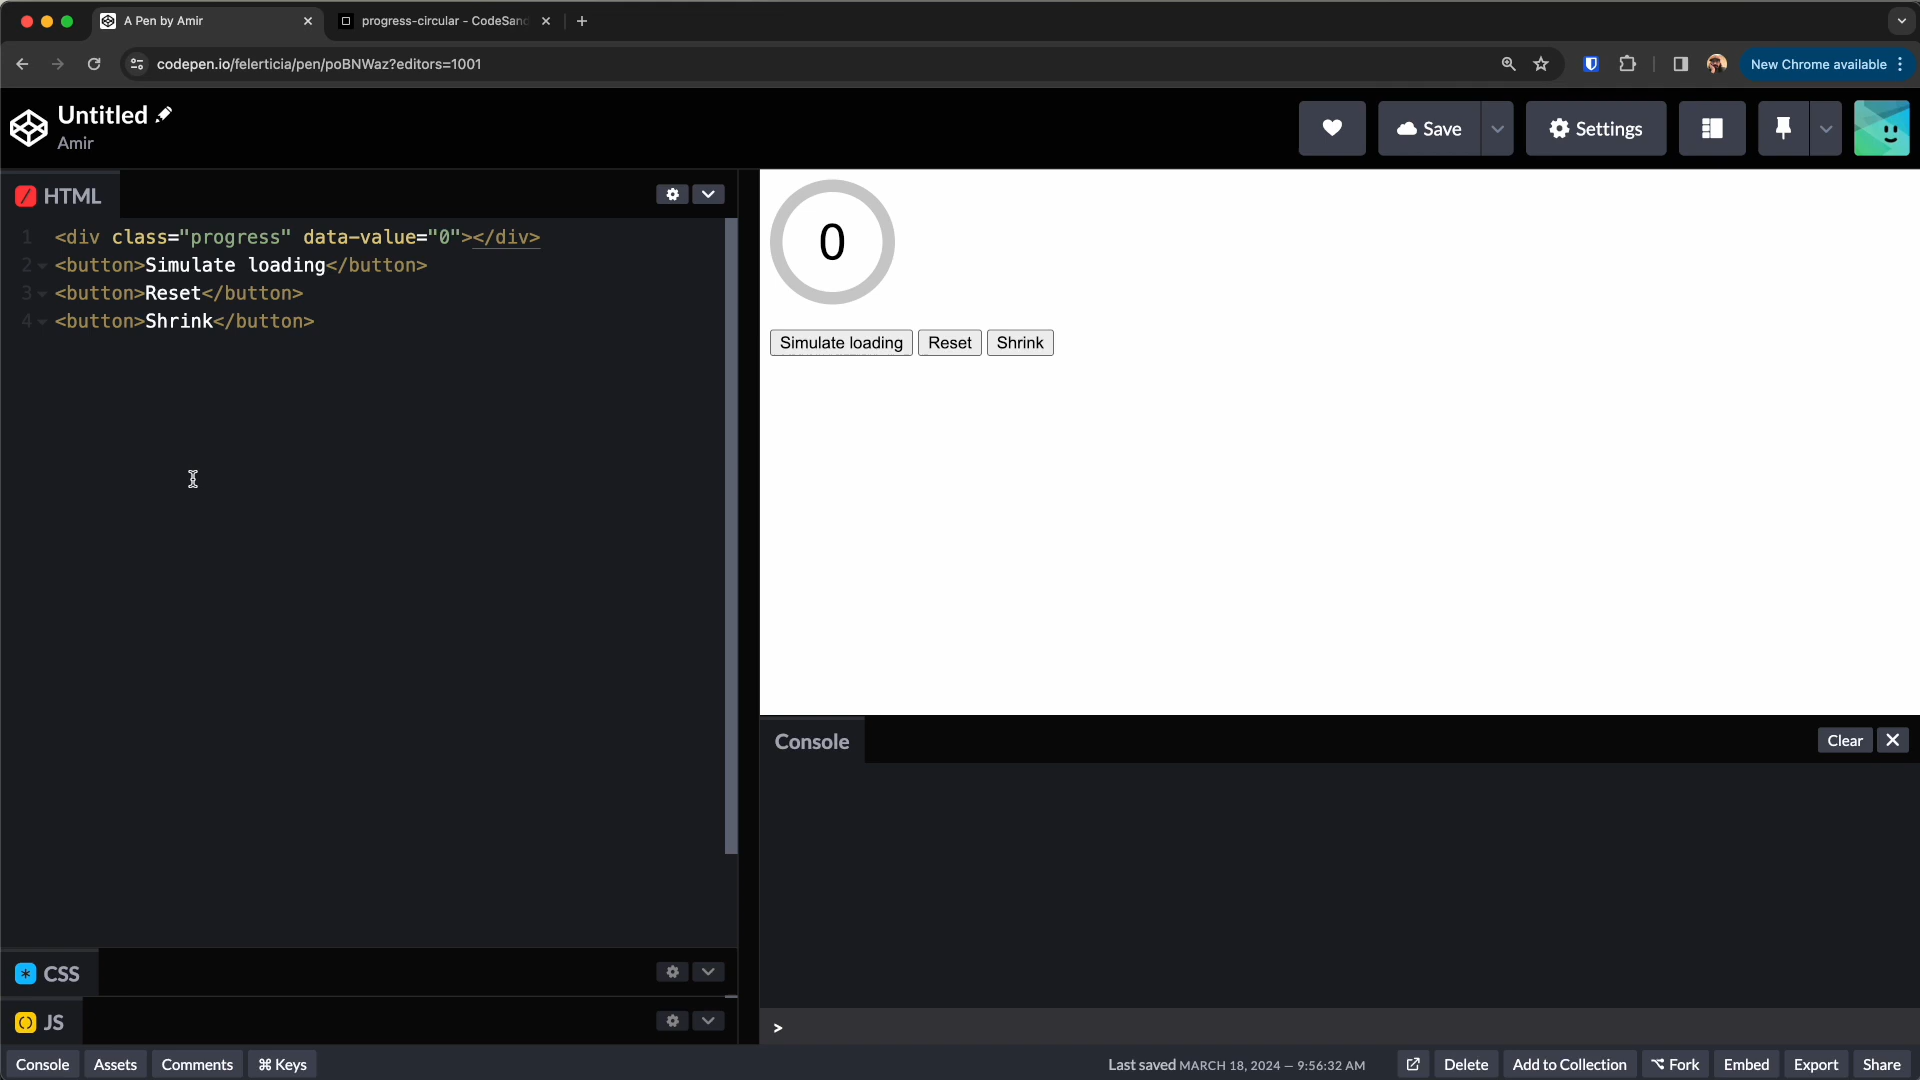 A Pen by Amir
progress-circular - CodeSand
codepen.io/felerticia/pen/poBNWaz?editors=1001
New Chrome available
Untitled
Amir
Save
Settings
HTML
1 <div class="progress" data-value="0"></div>
2 <button>Simulate loading</button>
3 <button>Reset</button>
4 <button>Shrink</button>
0
Simulate loading Reset Shrink
Console
Clear
>
CSS
JS
Console Assets Comments ⌘ Keys
Last saved MARCH 18, 2024 — 9:56:32 AM
Delete Add to Collection Fork Embed Export Share